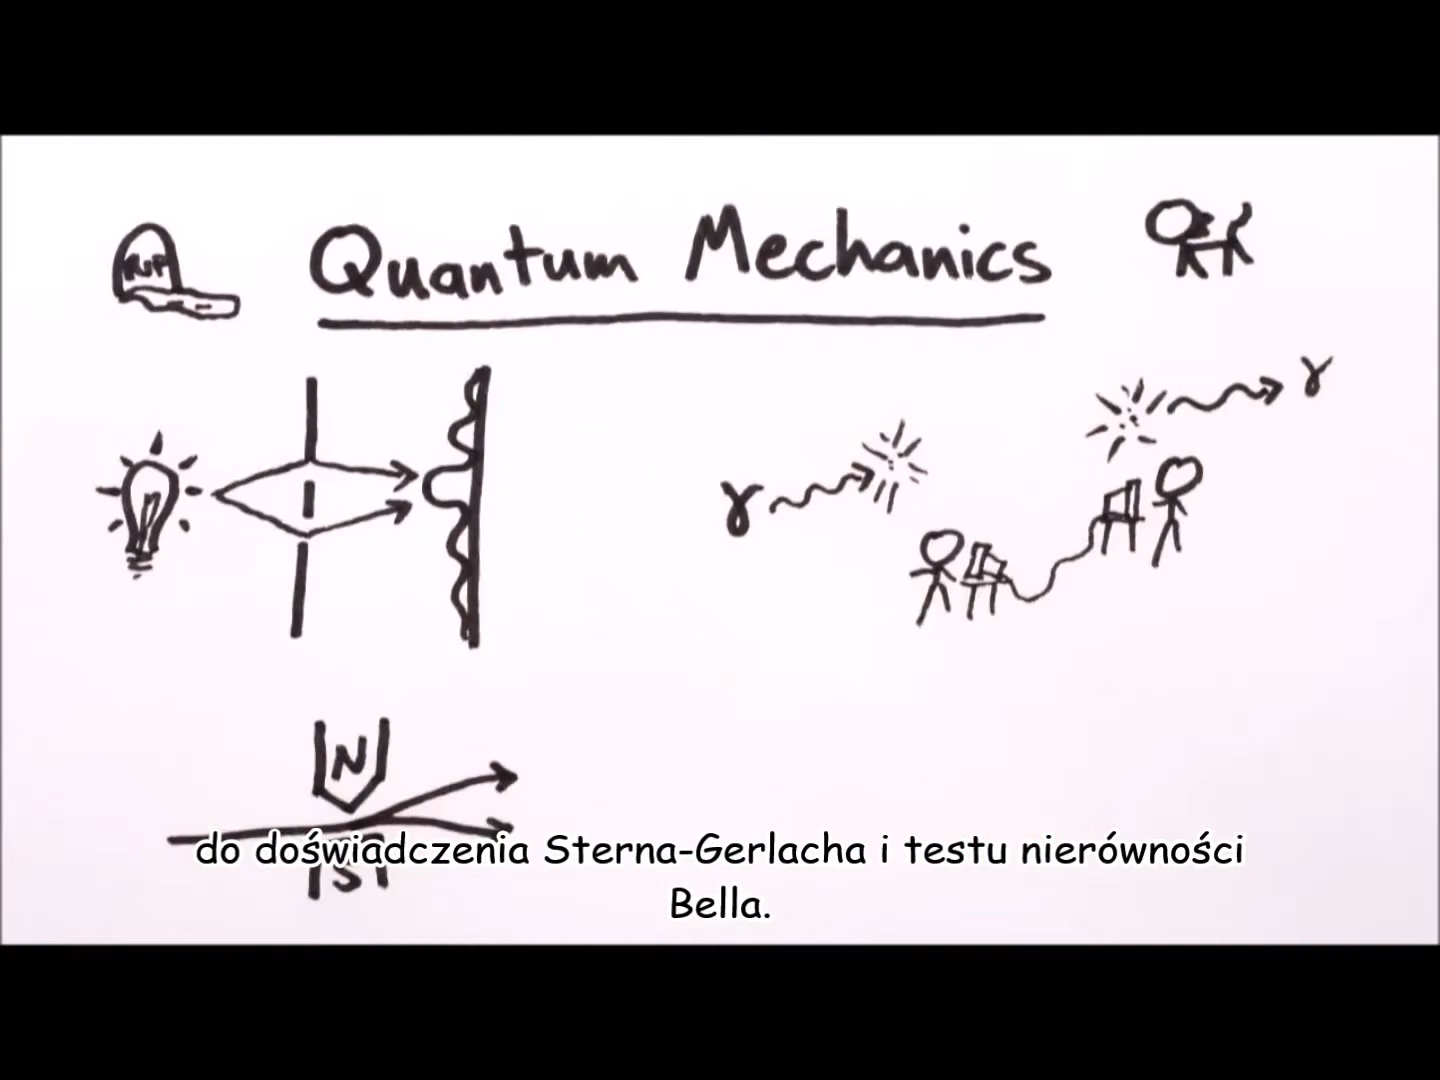 RIP
Quantum Mechanics
γ
γ
N
S
do doświadczenia Sterna-Gerlacha i testu nierówności
Bella.